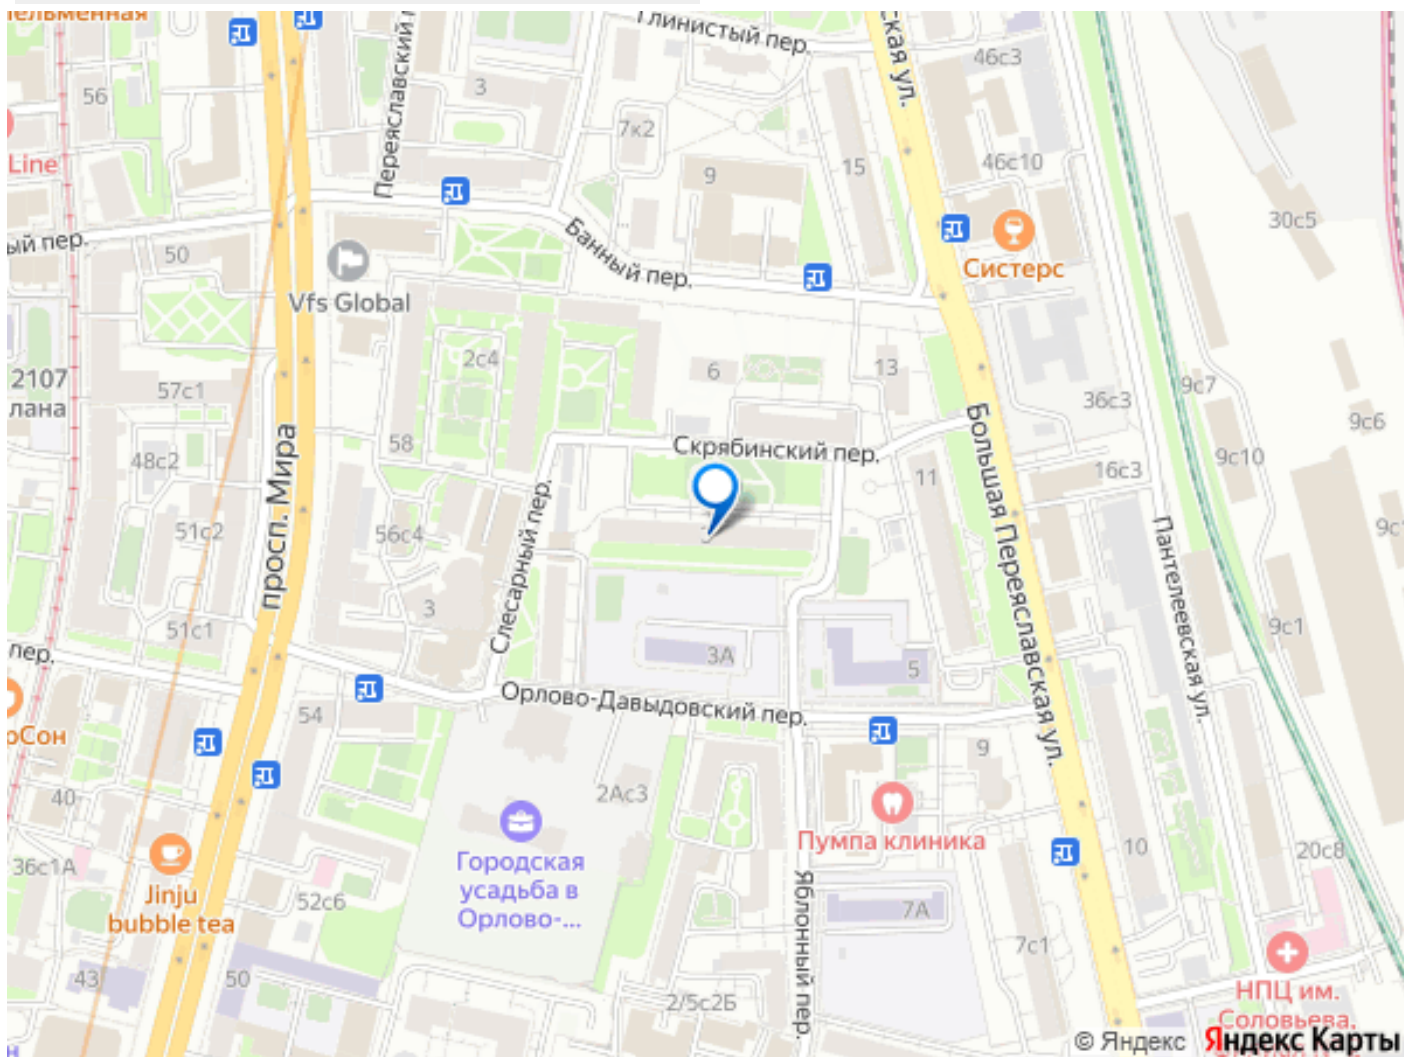 Глинистый пер.
46с3
56
3
Переяславский
7к2
Line
9
15
46с10
30с5
ый пер.
50
Банный пер.
Vfs Global
Систерс
2107
лана
57с1
2с4
6
13
36с3
9с7
9с6
58
Скрябинский пер.
48с2
просп. Мира
11
16с3
9с10
51с2
56с4
Слесарный пер.
Большая Переяславская ул.
Пантелеевская ул.
3
51с1
пер.
3А
5
9с1
Орлово-Давыдовский пер.
54
9
40
2Ас3
Пумпа клиника
10
20с8
36с1А
Jinju
bubble tea
Городская
усадьба в
Орлово-...
52с6
Яблонный пер.
7А
7с1
43
50
2/5с2Б
НПЦ им.
Соловьева,
© Яндекс Яндекс Карты